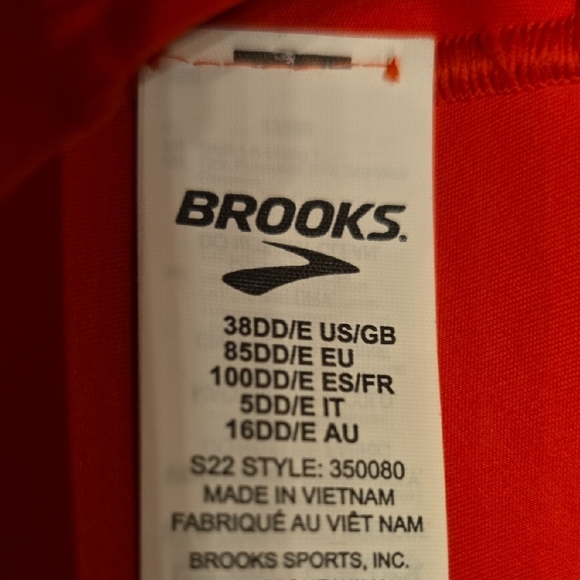 BROOKS.
38DD/E US/GB
85DD/E EU
100DD/E ES/FR
5DD/E IT
16DD/E AU
S22 STYLE: 350080
MADE IN VIETNAM
FABRIQUÉ AU VIÊT NAM
BROOKS SPORTS, INC.